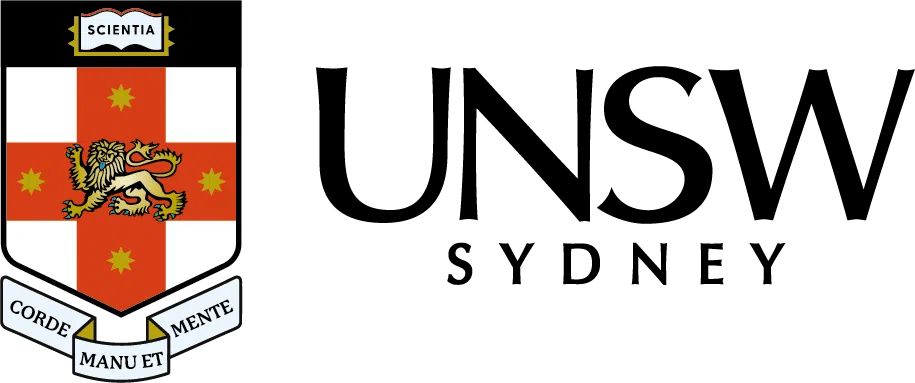 SCIENTIA
CORDE
MANU ET
MENTE
UNSW
SYDNEY